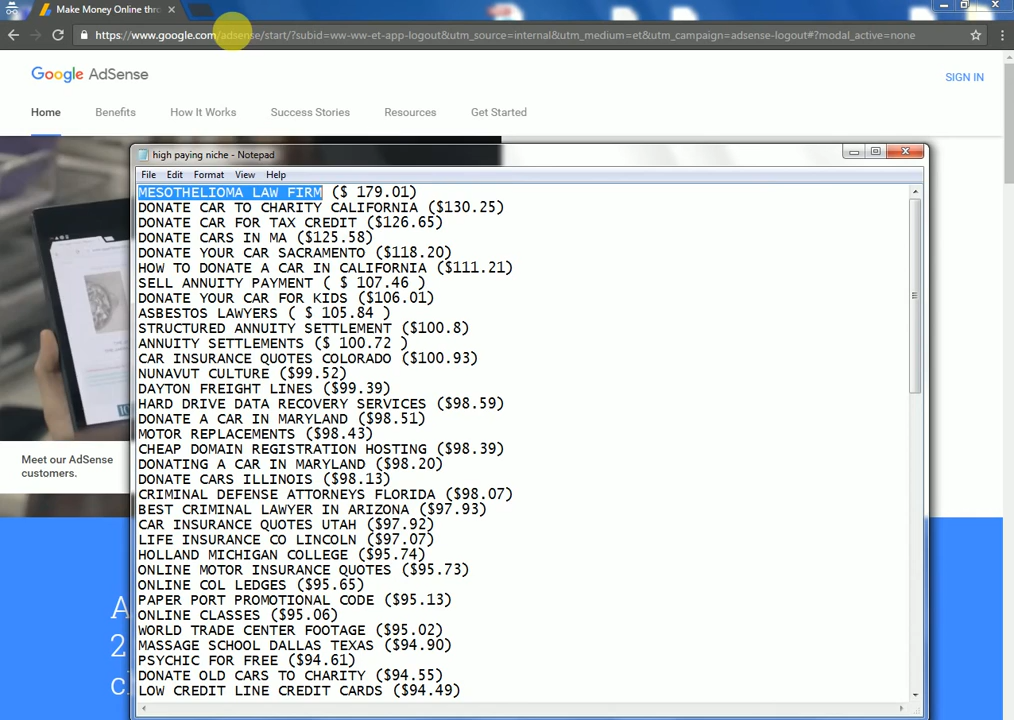 Make Money Online thr
https://www.google.com/adsense/start/?subid=ww-ww-et-app-logout&utm_source=internal&utm_medium=et&utm_campaign=adsense-logout#?modal_active=none
Google AdSense
SIGN IN
Home Benefits How It Works Success Stories Resources Get Started
high paying niche - Notepad
File Edit Format View Help
MESOTHELIOMA LAW FIRM ($ 179.01)
DONATE CAR TO CHARITY CALIFORNIA ($130.25)
DONATE CAR FOR TAX CREDIT ($126.65)
DONATE CARS IN MA ($125.58)
DONATE YOUR CAR SACRAMENTO ($118.20)
HOW TO DONATE A CAR IN CALIFORNIA ($111.21)
SELL ANNUITY PAYMENT ( $ 107.46 )
DONATE YOUR CAR FOR KIDS ($106.01)
ASBESTOS LAWYERS ( $ 105.84 )
STRUCTURED ANNUITY SETTLEMENT ($100.8)
ANNUITY SETTLEMENTS ($ 100.72 )
CAR INSURANCE QUOTES COLORADO ($100.93)
NUNAVUT CULTURE ($99.52)
DAYTON FREIGHT LINES ($99.39)
HARD DRIVE DATA RECOVERY SERVICES ($98.59)
DONATE A CAR IN MARYLAND ($98.51)
MOTOR REPLACEMENTS ($98.43)
CHEAP DOMAIN REGISTRATION HOSTING ($98.39)
DONATING A CAR IN MARYLAND ($98.20)
DONATE CARS ILLINOIS ($98.13)
CRIMINAL DEFENSE ATTORNEYS FLORIDA ($98.07)
BEST CRIMINAL LAWYER IN ARIZONA ($97.93)
CAR INSURANCE QUOTES UTAH ($97.92)
LIFE INSURANCE CO LINCOLN ($97.07)
HOLLAND MICHIGAN COLLEGE ($95.74)
ONLINE MOTOR INSURANCE QUOTES ($95.73)
ONLINE COL LEDGES ($95.65)
PAPER PORT PROMOTIONAL CODE ($95.13)
ONLINE CLASSES ($95.06)
WORLD TRADE CENTER FOOTAGE ($95.02)
MASSAGE SCHOOL DALLAS TEXAS ($94.90)
PSYCHIC FOR FREE ($94.61)
DONATE OLD CARS TO CHARITY ($94.55)
LOW CREDIT LINE CREDIT CARDS ($94.49)
Meet our AdSense
customers.
A
2
cl